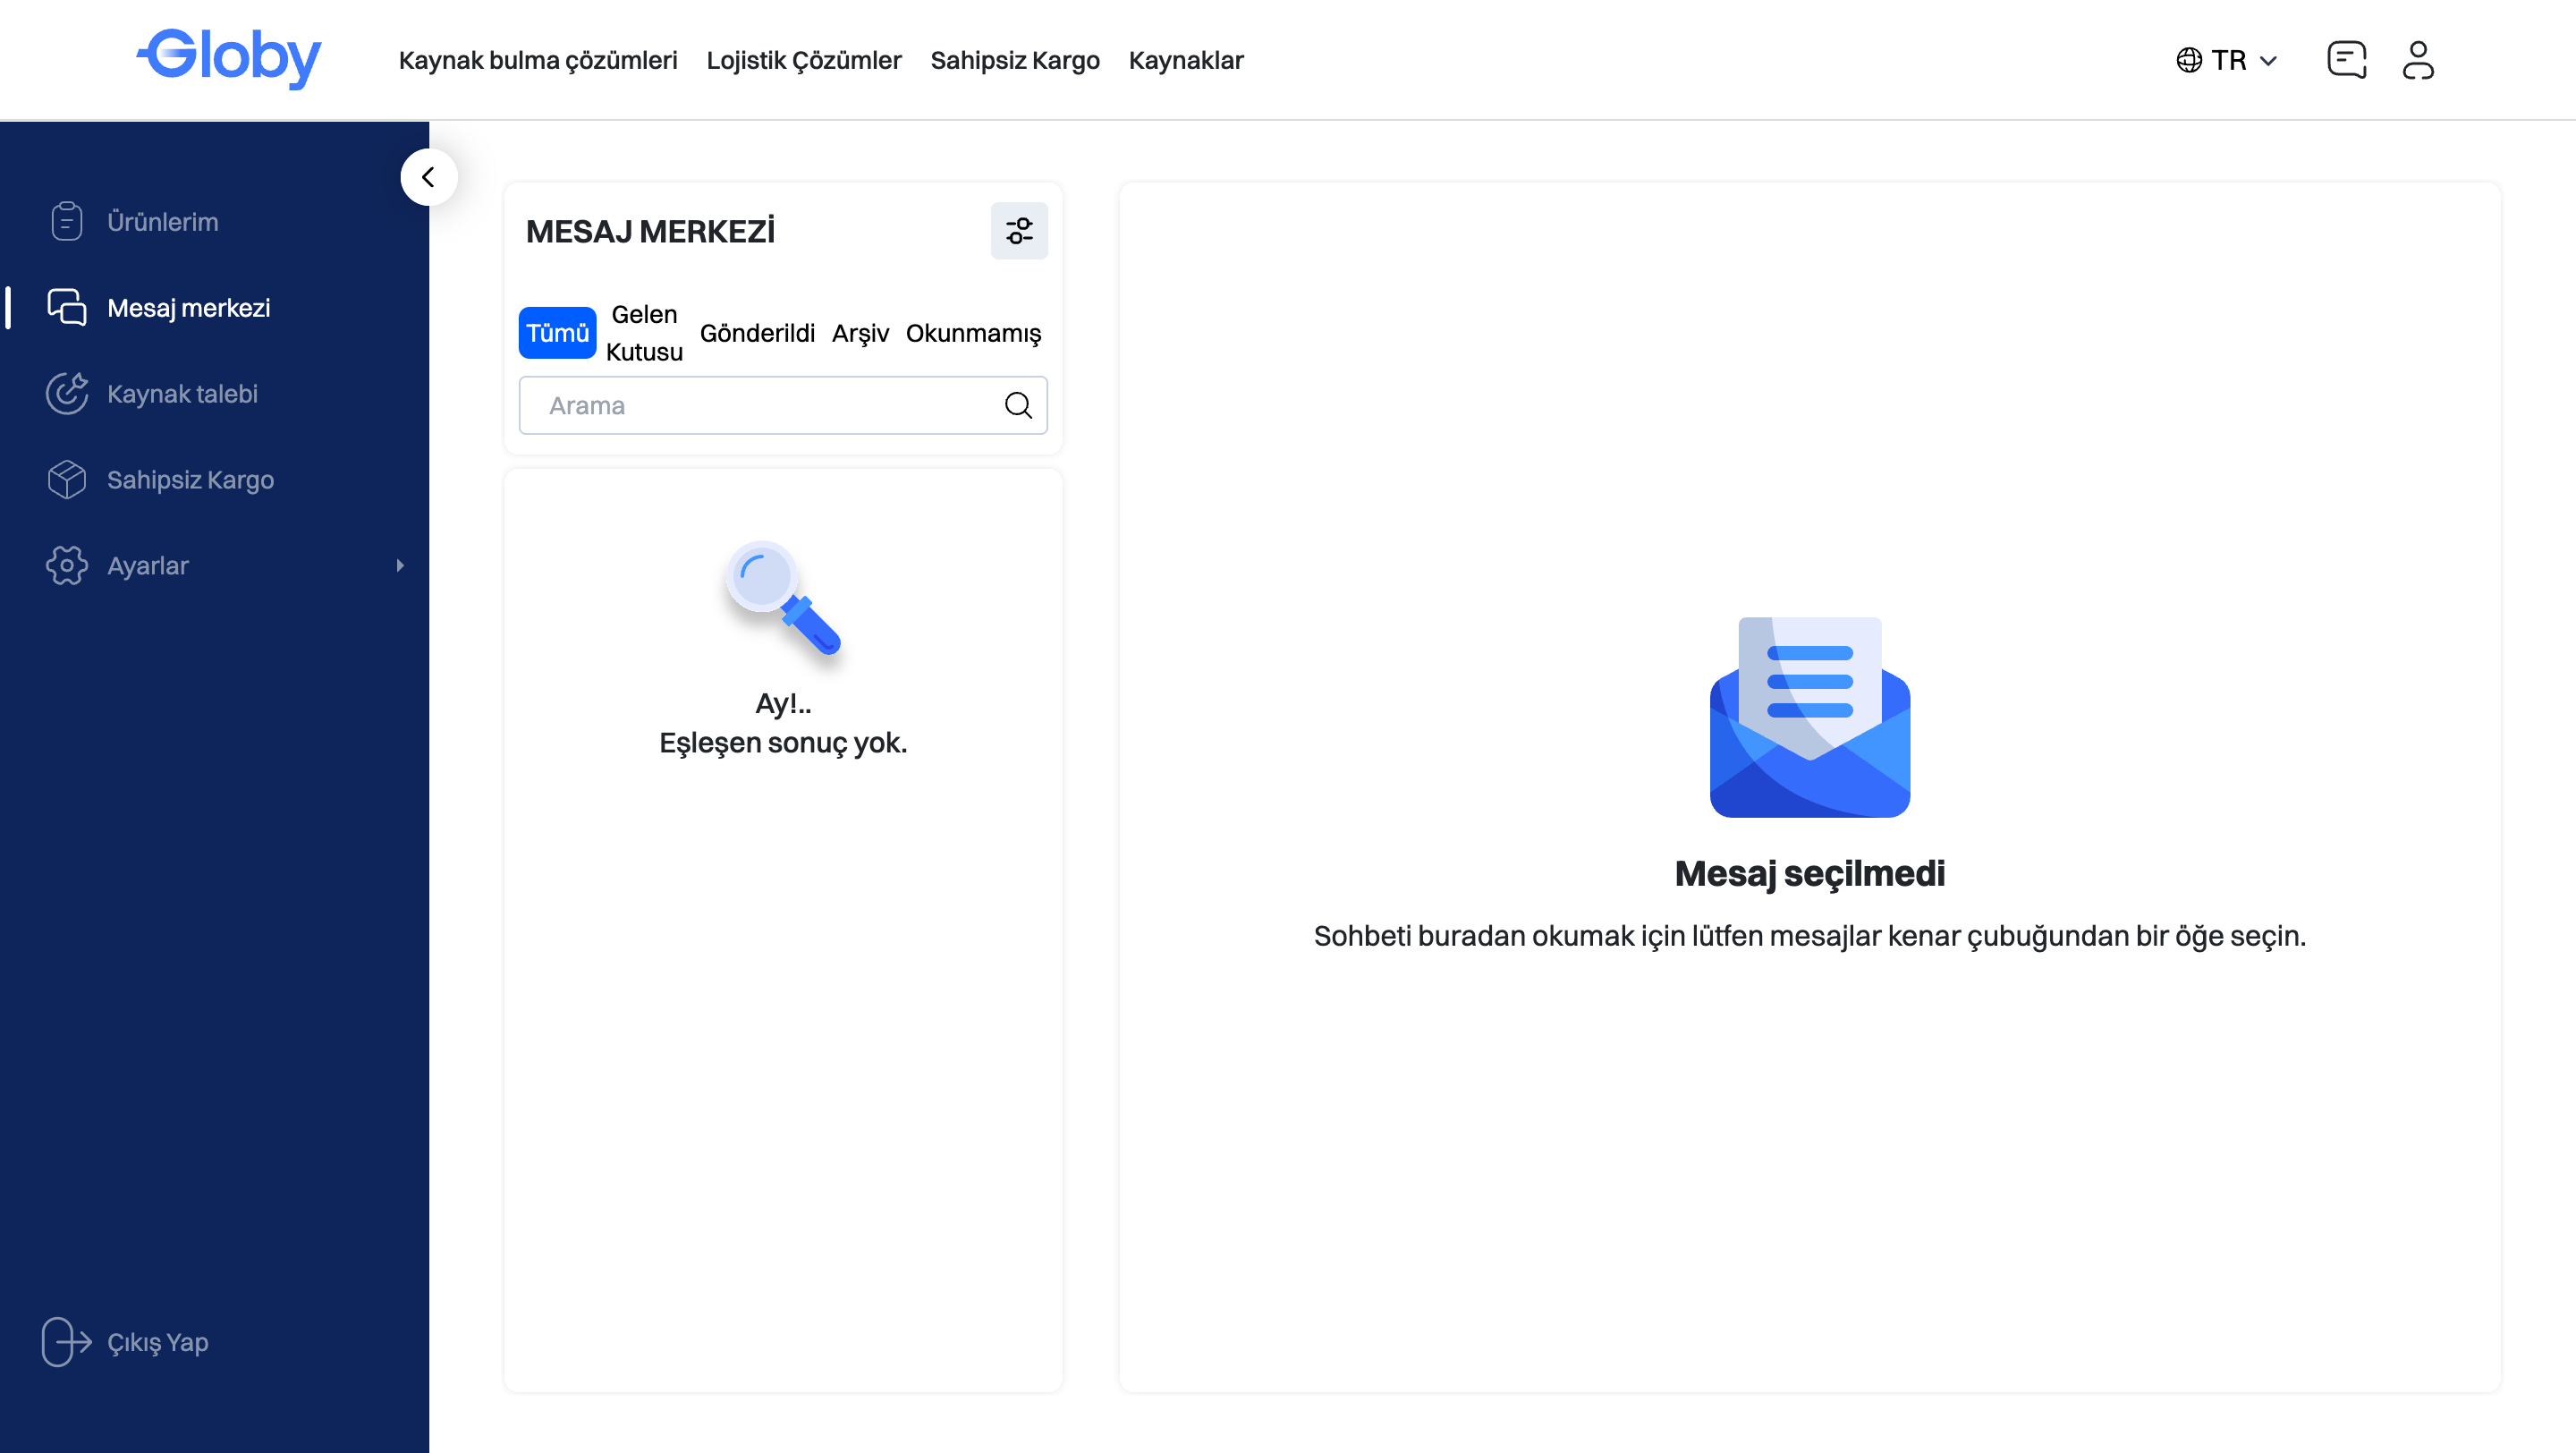 Globy
Kaynak bulma çözümleri Lojistik Çözümler Sahipsiz Kargo Kaynaklar
TR
Ürünlerim
Mesaj merkezi
Kaynak talebi
Sahipsiz Kargo
Ayarlar
Çıkış Yap
MESAJ MERKEZİ
Tümü
Gelen
Kutusu
Gönderildi
Arşiv
Okunmamış
Arama
Ay!..
Eşleşen sonuç yok.
Mesaj seçilmedi
Sohbeti buradan okumak için lütfen mesajlar kenar çubuğundan bir öğe seçin.